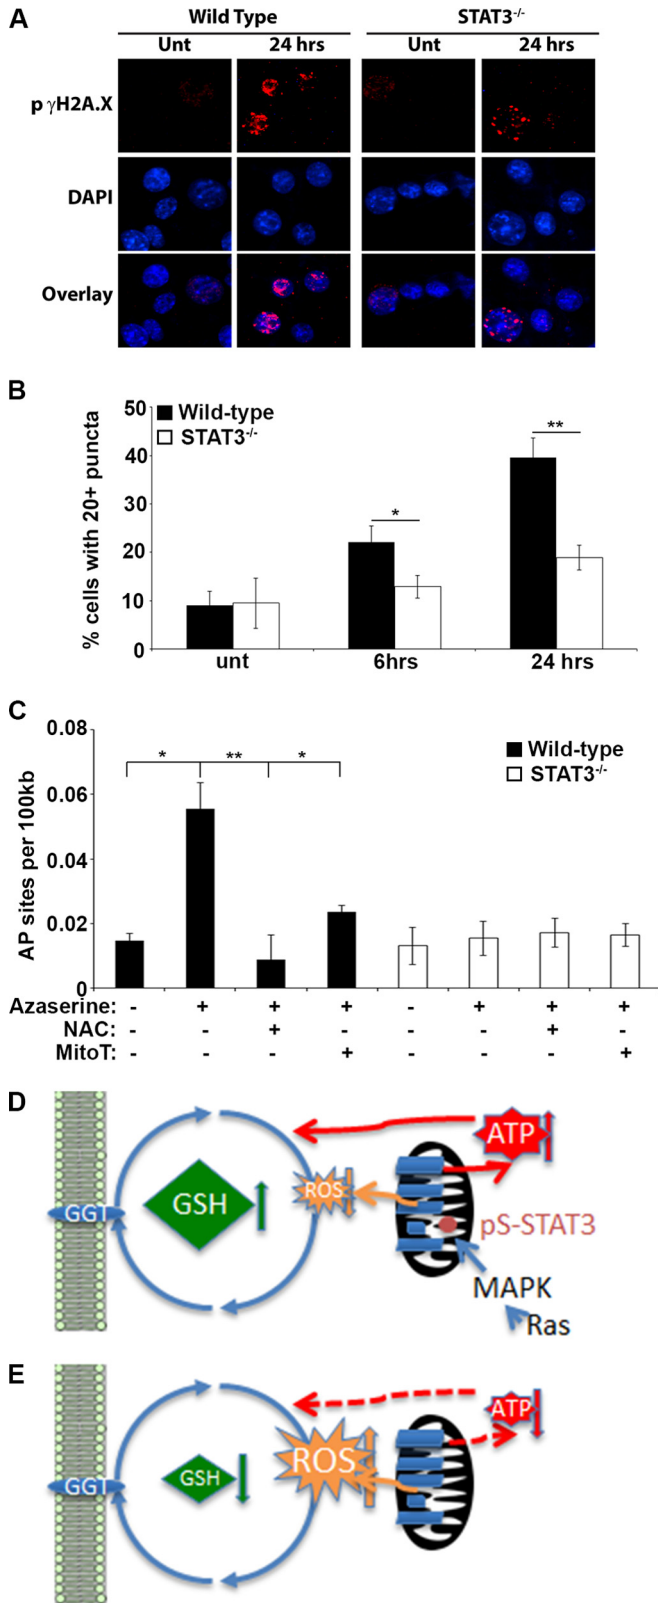 A
Wild Type STAT3-/-
Unt 24 hrs Unt 24 hrs
p γH2A.X
DAPI
Overlay
B
% cells with 20+ puncta
50
40
30
20
10
0
Wild-type
STAT3-/-
*
**
unt 6hrs 24 hrs
C
AP sites per 100kb
0.08
0.06
0.04
0.02
0
* ** *
Wild-type
STAT3-/-
Azaserine: - + + + - + + +
NAC: - - + - - - + -
MitoT: - - - + - - - +
D
ATP
GSH
ROS
GGT
pS-STAT3
MAPK
Ras
E
ATP
ROS
GSH
GGT